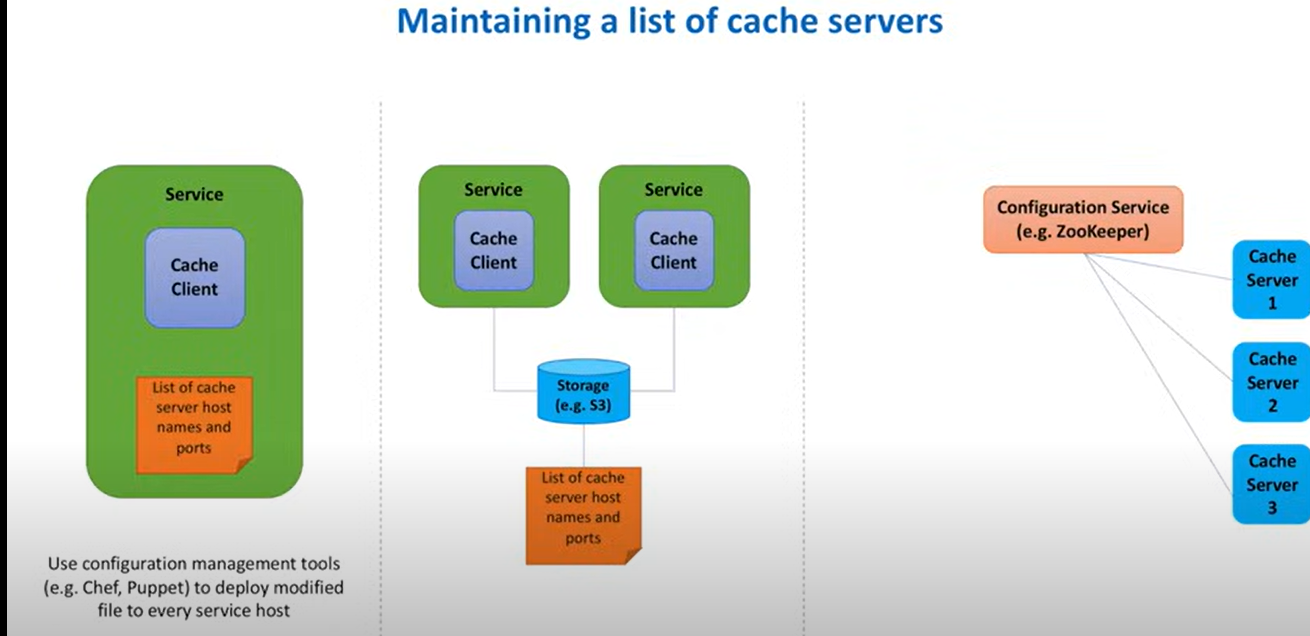 Maintaining a list of cache servers
Service
Cache
Client
List of cache
server host
names and
ports
Use configuration management tools
(e.g. Chef, Puppet) to deploy modified
file to every service host
Service
Cache
Client
Service
Cache
Client
Storage
(e.g. S3)
List of cache
server host
names and
ports
Configuration Service
(e.g. ZooKeeper)
Cache
Server
1
Cache
Server
2
Cache
Server
3